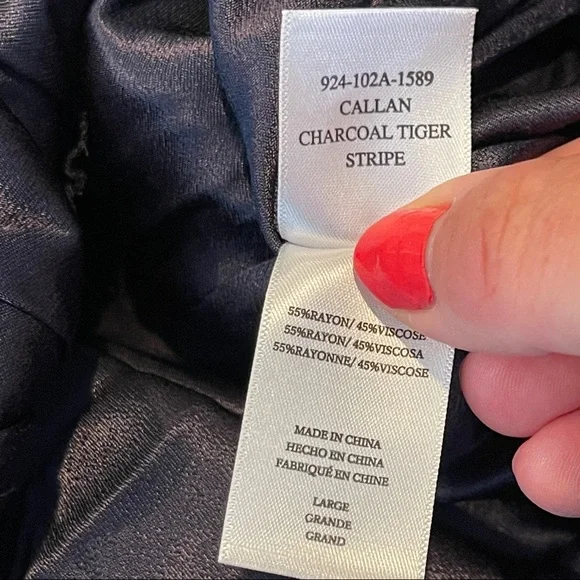 924-102A-1589
CALLAN
CHARCOAL TIGER
STRIPE
55%RAYON/ 45%VISCOSE
55%RAYON/ 45%VISCOSA
55%RAYONNE/ 45%VISCOSE
MADE IN CHINA
HECHO EN CHINA
FABRIQUÉ EN CHINE
LARGE
GRANDE
GRAND